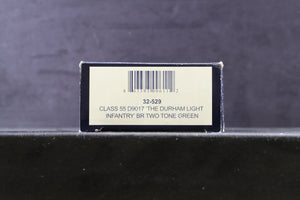 32-529
CLASS 55 D9017 'THE DURHAM LIGHT
INFANTRY' BR TWO TONE GREEN